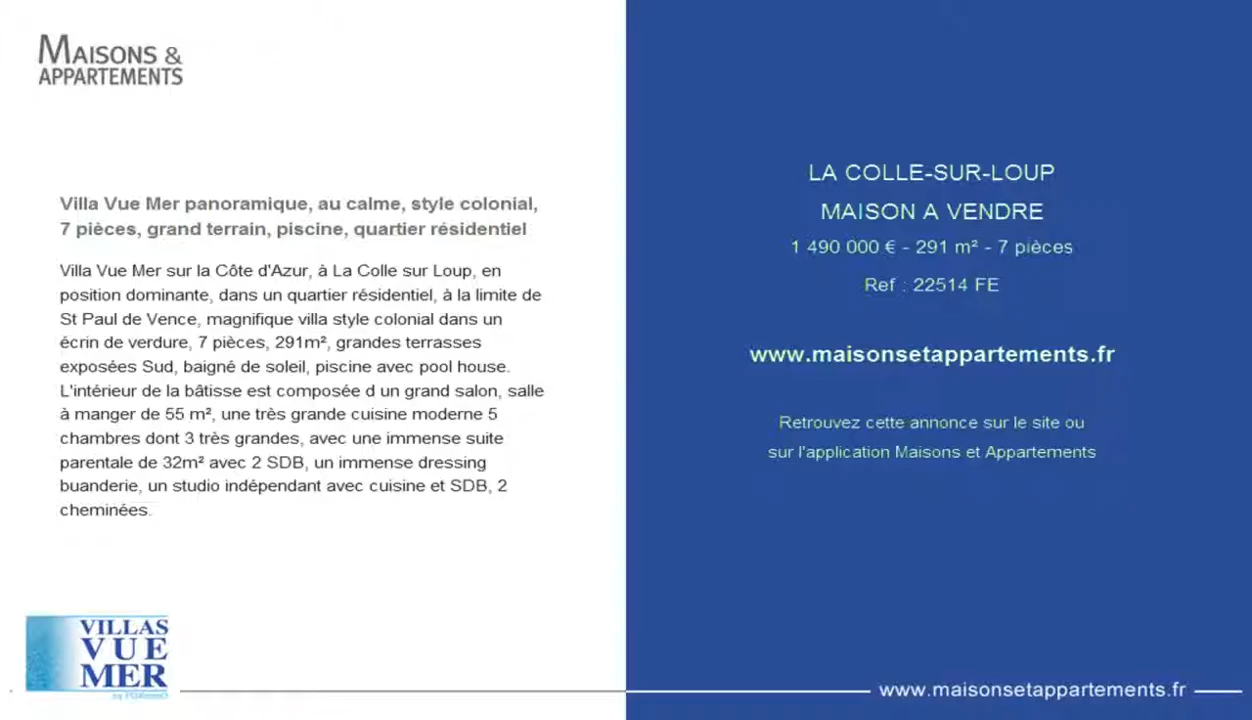 MAISONS &
APPARTEMENTS
Villa Vue Mer panoramique, au calme, style colonial,
7 pièces, grand terrain, piscine, quartier résidentiel
Villa Vue Mer sur la Côte d'Azur, à La Colle sur Loup, en
position dominante, dans un quartier résidentiel, à la limite de
St Paul de Vence, magnifique villa style colonial dans un
écrin de verdure, 7 pièces, 291m², grandes terrasses
exposées Sud, baigné de soleil, piscine avec pool house.
L'intérieur de la bâtisse est composée d un grand salon, salle
à manger de 55 m², une très grande cuisine moderne 5
chambres dont 3 très grandes, avec une immense suite
parentale de 32m² avec 2 SDB, un immense dressing
buanderie, un studio indépendant avec cuisine et SDB, 2
cheminées.
VILLAS
VUE
MER
LA COLLE-SUR-LOUP
MAISON A VENDRE
1 490 000 € - 291 m² - 7 pièces
Ref : 22514 FE
www.maisonsetappartements.fr
Retrouvez cette annonce sur le site ou
sur l'application Maisons et Appartements
www.maisonsetappartements.fr